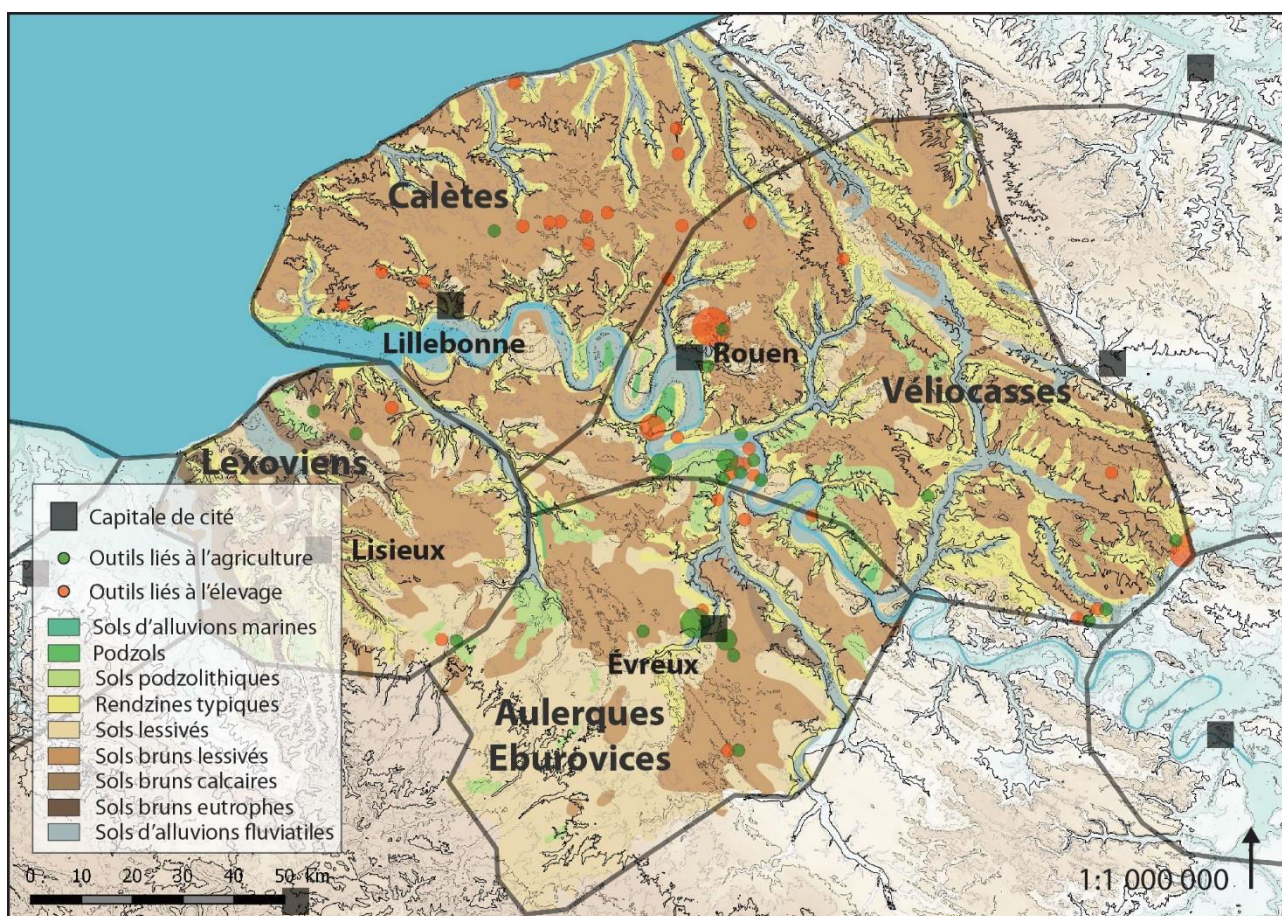 Calètes
Lillebonne
Rouen
Véliocasses
Lexoviens
Lisieux
Évreux
Aulerques
Eburovices
Capitale de cité
Outils liés à l'agriculture
Outils liés à l'élevage
Sols d'alluvions marines
Podzols
Sols podzolithiques
Rendzines typiques
Sols lessivés
Sols bruns lessivés
Sols bruns calcaires
Sols bruns eutrophes
Sols d'alluvions fluviatiles
0 10 20 30 40 50 km
1:1 000 000